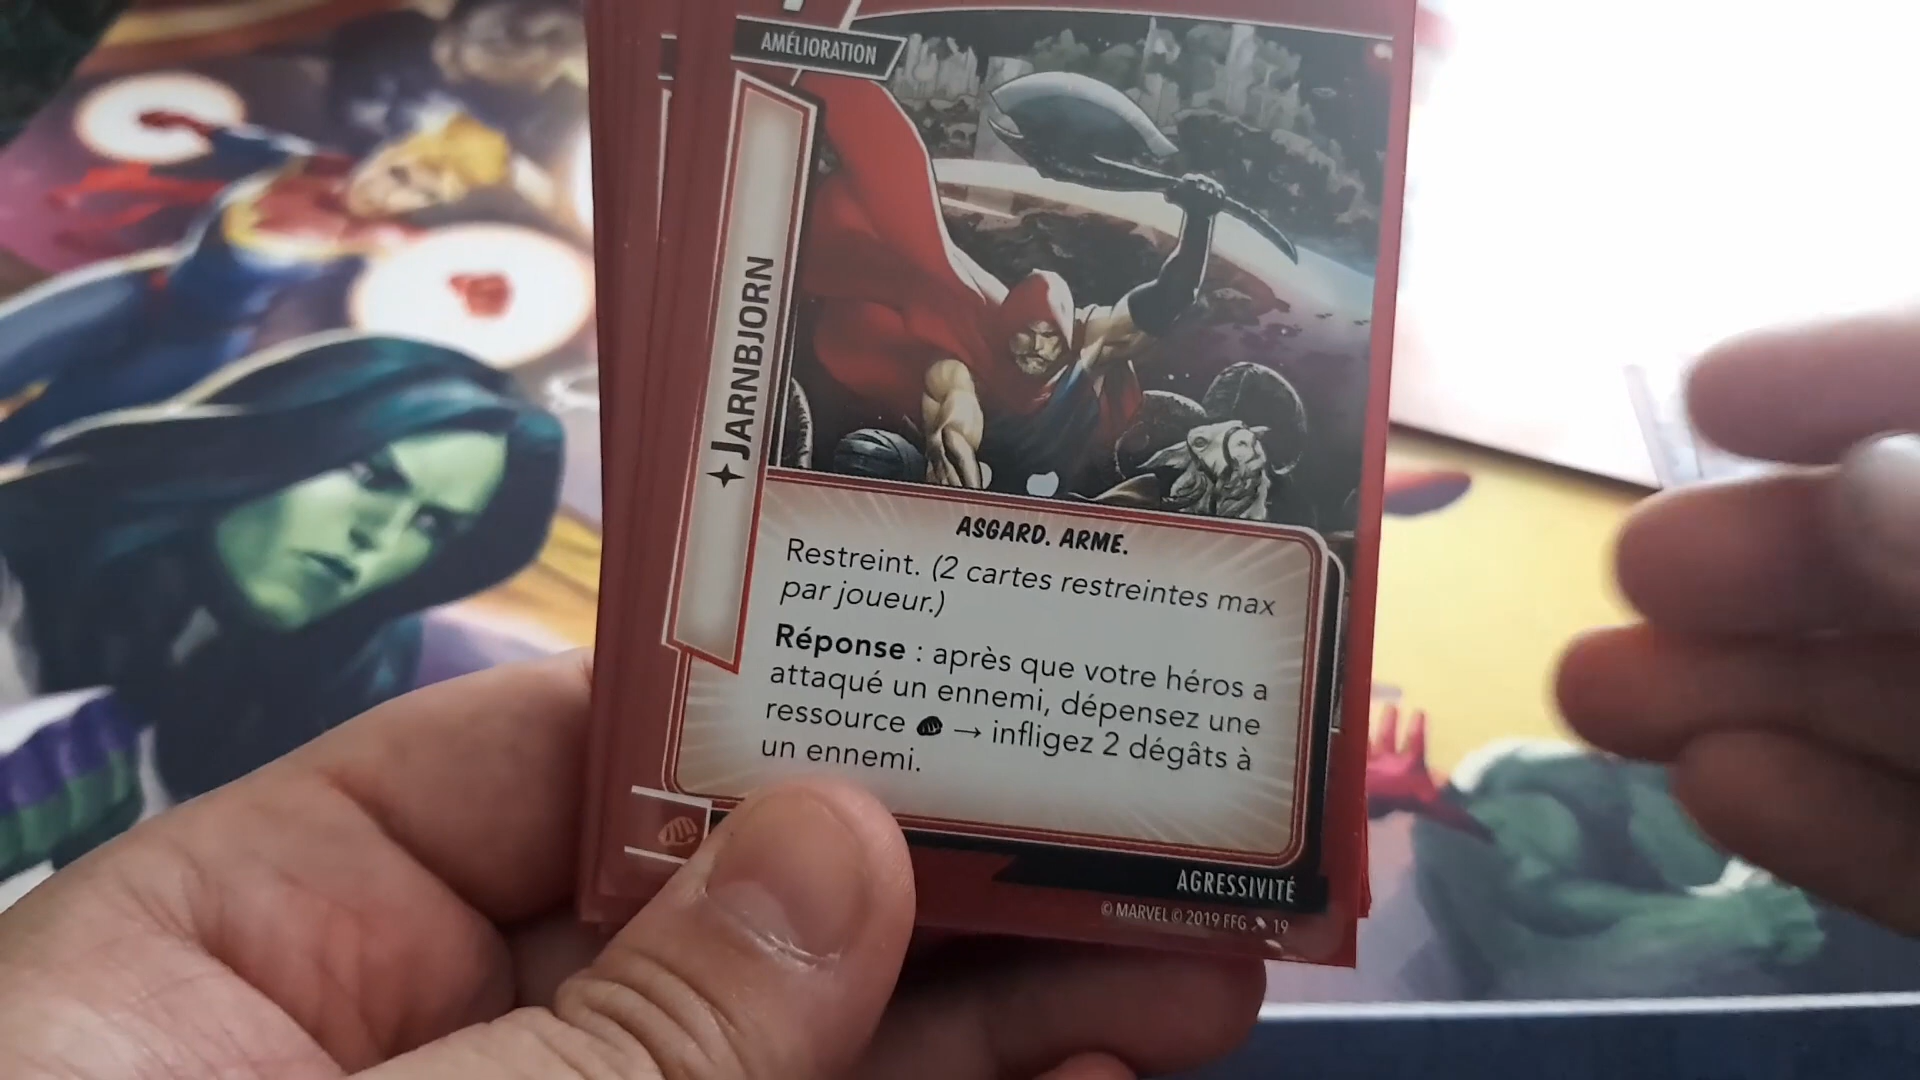 AMÉLIORATION
JARNBJORN
ASGARD. ARME.
Restreint. (2 cartes restreintes max
par joueur.)
Réponse : après que votre héros a
attaqué un ennemi, dépensez une
ressource → infligez 2 dégâts à
un ennemi.
AGRESSIVITÉ
© MARVEL © 2019 FFG 19